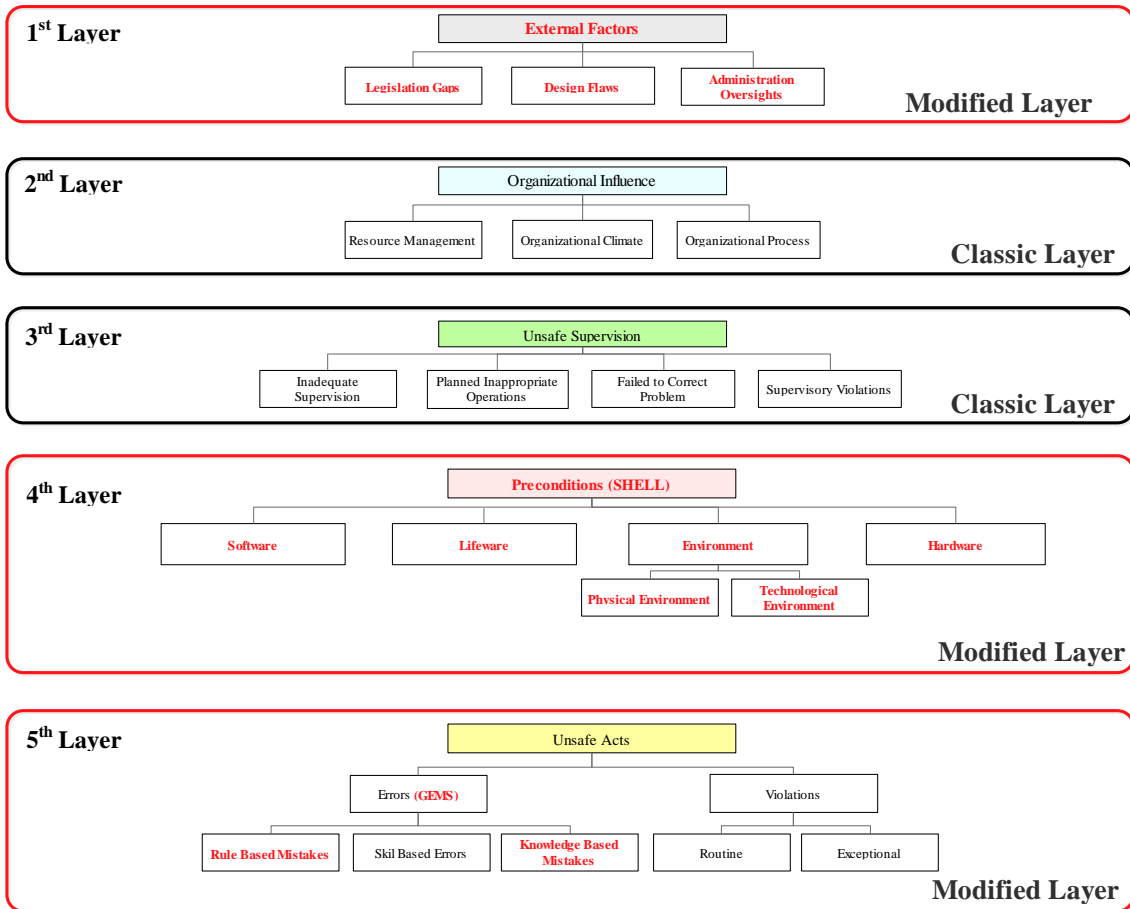 1st Layer
External Factors
Legislation Gaps
Design Flaws
Administration
Oversights
Modified Layer
2nd Layer
Organizational Influence
Resource Management
Organizational Climate
Organizational Process
Classic Layer
3rd Layer
Unsafe Supervision
Inadequate
Supervision
Planned Inappropriate
Operations
Failed to Correct
Problem
Supervisory Violations
Classic Layer
4th Layer
Preconditions (SHELL)
Software
Lifeware
Environment
Hardware
Physical Environment
Technological
Environment
Modified Layer
5th Layer
Unsafe Acts
Errors (GEMS)
Violations
Rule Based Mistakes
Skil Based Errors
Knowledge Based
Mistakes
Routine
Exceptional
Modified Layer